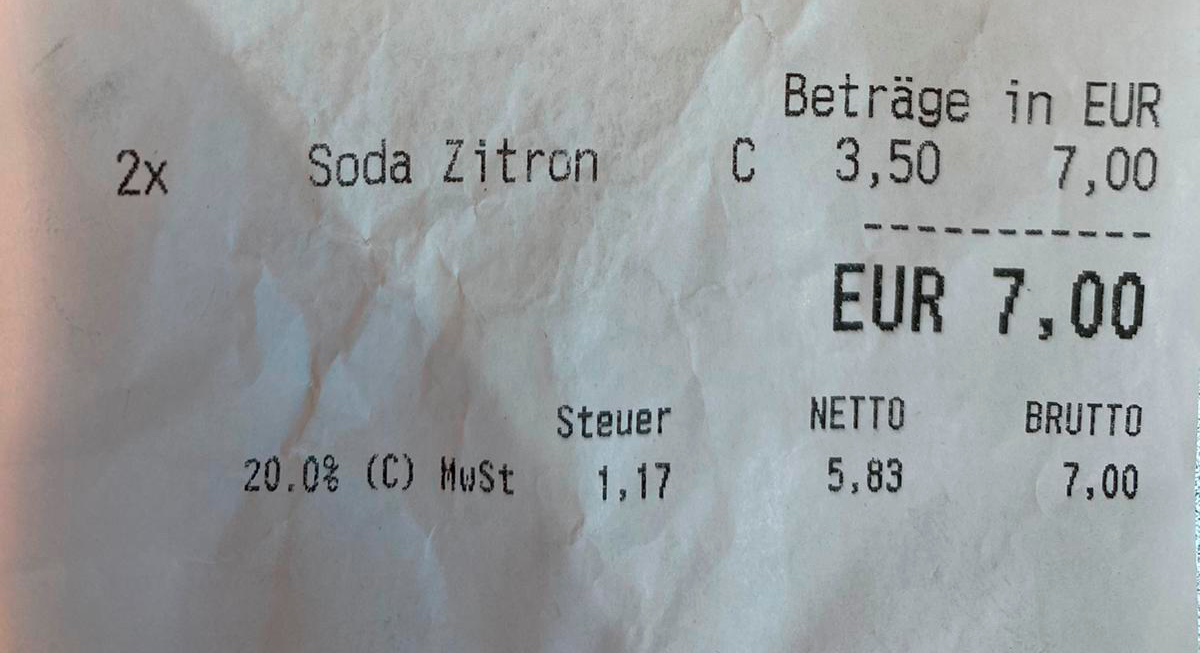 Beträge in EUR
2x Soda Zitron C 3,50 7,00
-----------
EUR 7,00
Steuer NETTO BRUTTO
20.0% (C) MwSt 1,17 5,83 7,00